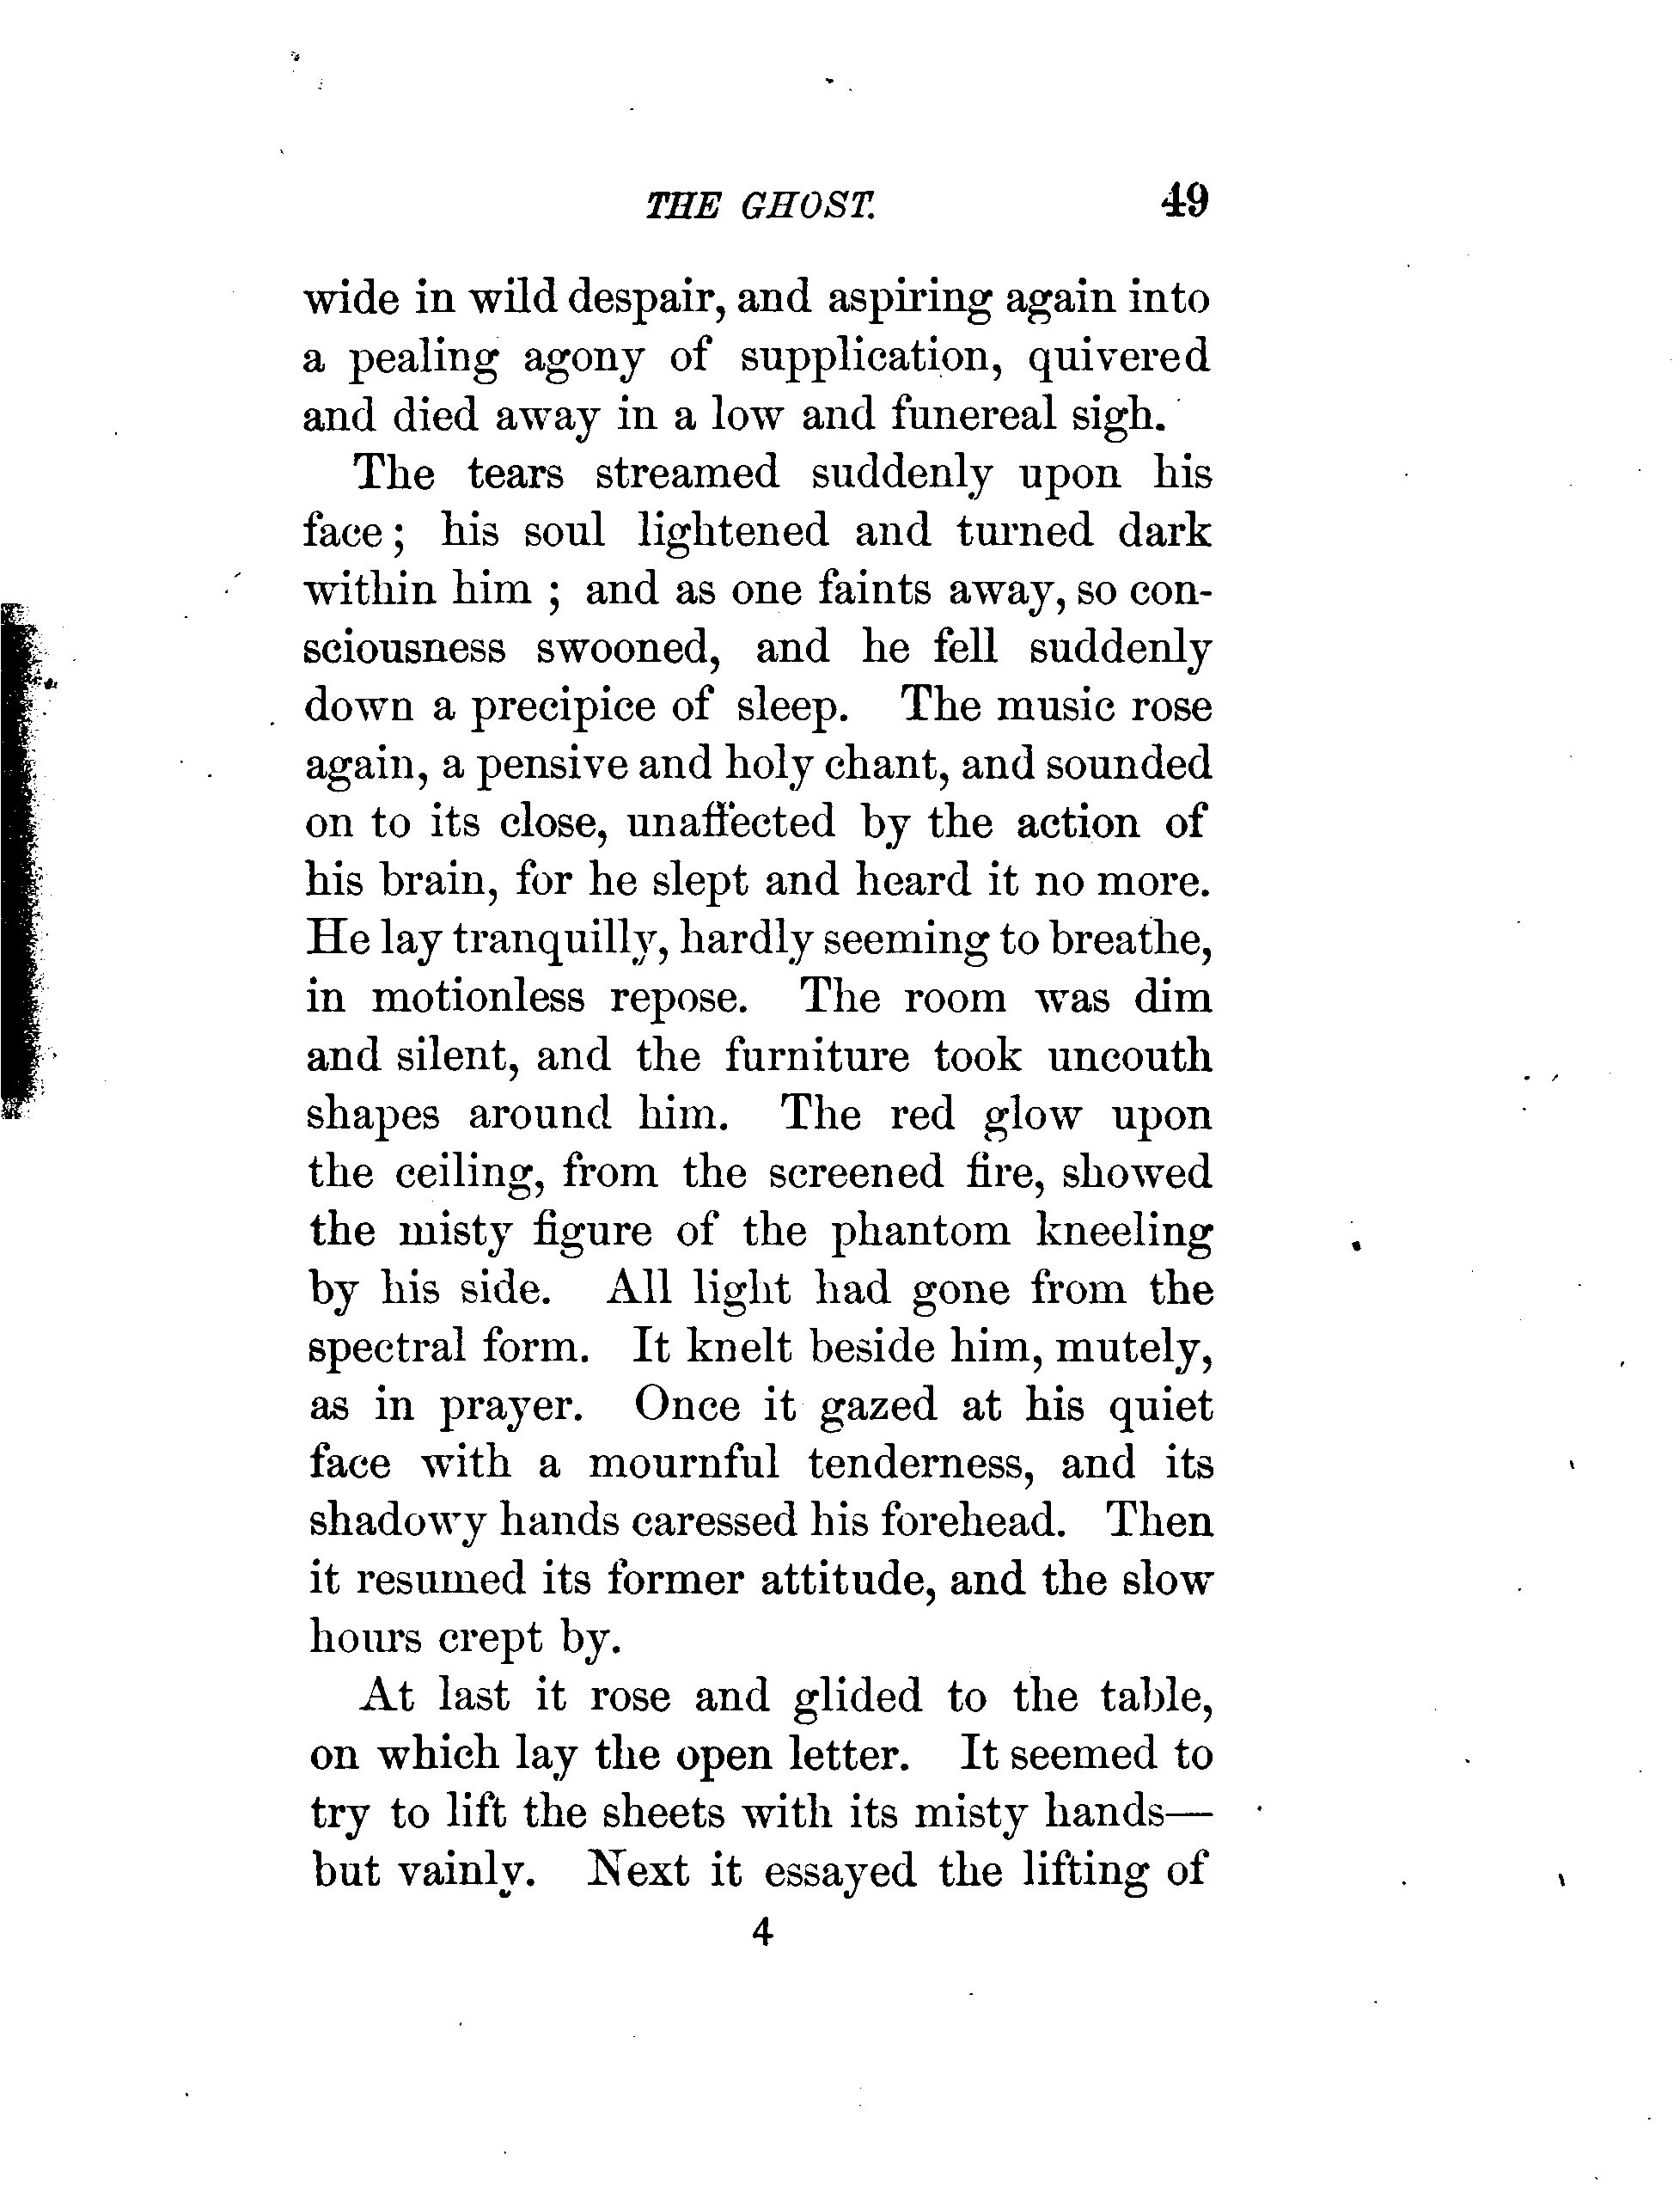 THE GHOST. 49
wide in wild despair, and aspiring again into
a pealing agony of supplication, quivered
and died away in a low and funereal sigh.
The tears streamed suddenly upon his
face; his soul lightened and turned dark
within him ; and as one faints away, so con-
sciousness swooned, and he fell suddenly
down a precipice of sleep. The music rose
again, a pensive and holy chant, and sounded
on to its close, unaffected by the action of
his brain, for he slept and heard it no more.
He lay tranquilly, hardly seeming to breathe,
in motionless repose. The room was dim
and silent, and the furniture took uncouth
shapes around him. The red glow upon
the ceiling, from the screened fire, showed
the misty figure of the phantom kneeling
by his side. All light had gone from the
spectral form. It knelt beside him, mutely,
as in prayer. Once it gazed at his quiet
face with a mournful tenderness, and its
shadowy hands caressed his forehead. Then
it resumed its former attitude, and the slow
hours crept by.
At last it rose and glided to the table,
on which lay the open letter. It seemed to
try to lift the sheets with its misty hands—
but vainly. Next it essayed the lifting of
4